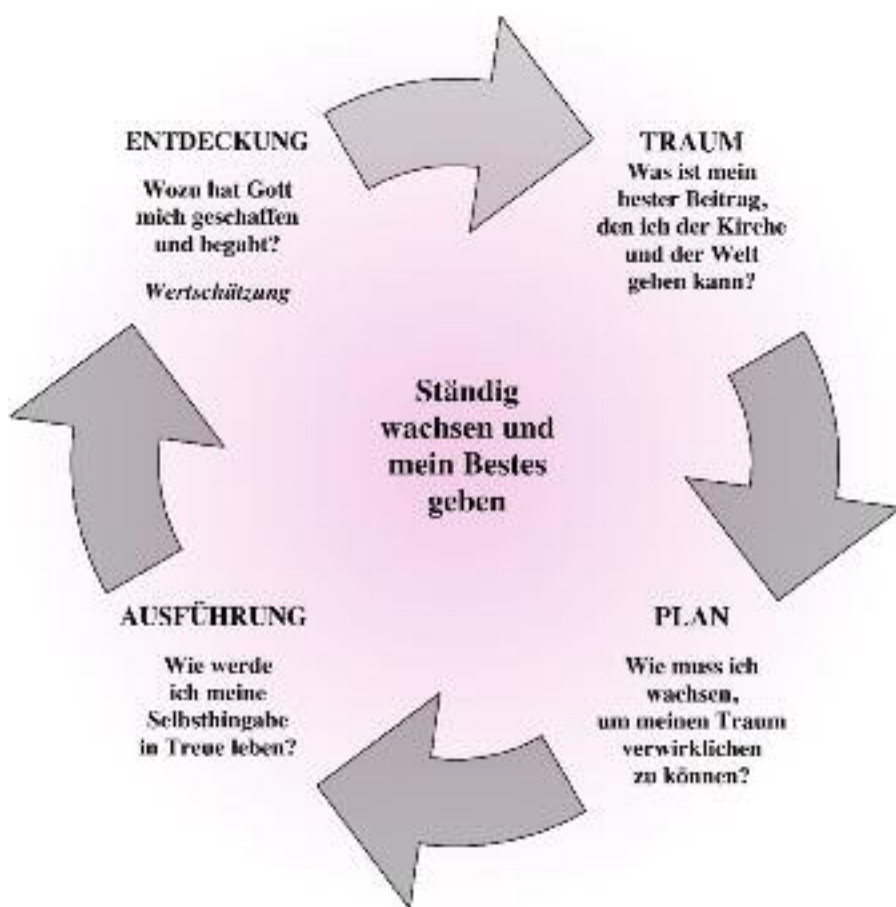 ENTDECKUNG
Wozu hat Gott
mich geschaffen
und begabt?
Wertschätzung
TRAUM
Was ist mein
bester Beitrag,
den ich der Kirche
und der Welt
geben kann?
Ständig
wachsen und
mein Bestes
geben
AUSFÜHRUNG
Wie werde
ich meine
Selbsthingabe
in Treue leben?
PLAN
Wie muss ich
wachsen,
um meinen Traum
verwirklichen
zu können?